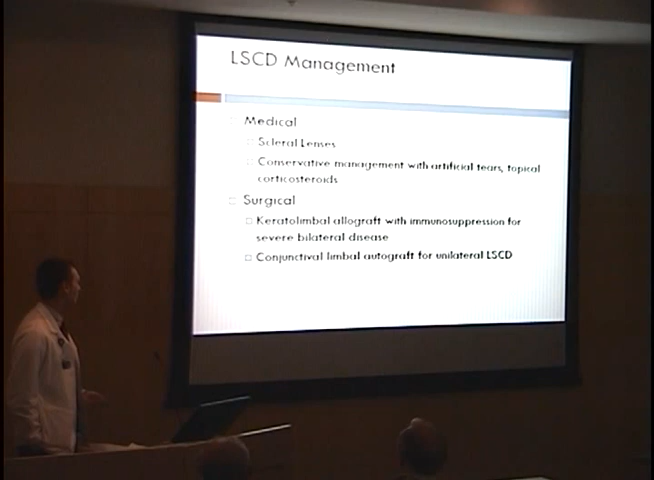 LSCD Management
Medical
Scleral Lenses
Conservative management with artificial tears, topical
corticosteroids
Surgical
Keratolimbal allograft with immunosuppression for
severe bilateral disease
Conjunctival limbal autograft for unilateral LSCD